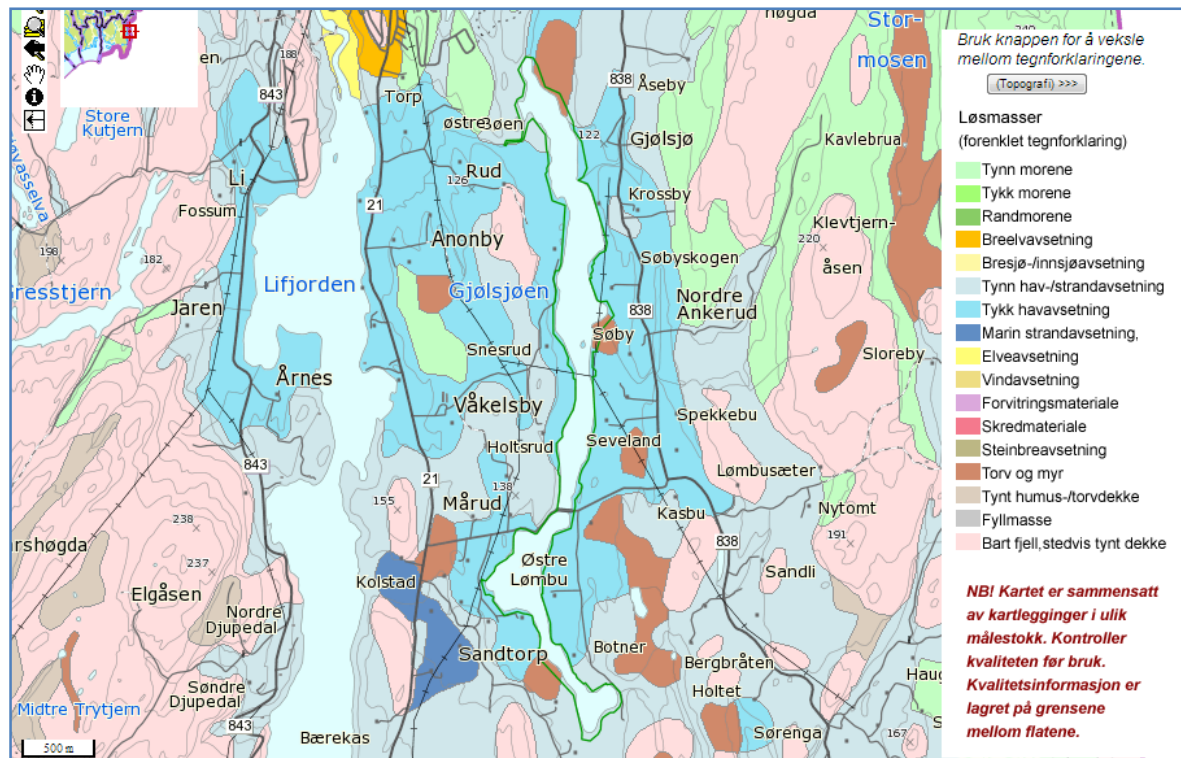 høgda
Stor-
mosen
188
843
Torp
838
Åseby
Store
Kutjern
østre
Bøen
122
Gjølsjø
Kavlebrua
Li
Rud
126
Krossby
Fossum
21
Klevtjern-
220
åsen
198
182
Anonby
Søbyskogen
Lifjorden
Gjølsjøen
Nordre
Ankerud
Jaren
838
Søby
Snesrud
Sloreby
Årnes
Våkelsby
Spekkebu
Holtsrud
Seveland
843
21
Lømbusæter
138
155
Mårud
Kasbu
Nytomt
238
838
191
237
Kolstad
Østre
Lømbu
Sandli
Elgåsen
Nordre
Djupedal
Sandtorp
Botner
Bergbråten
Søndre
Djupedal
Holtet
Midtre Trytjern
843
Bærekas
Sørenga
167
500 m
Bruk knappen for å veksle
mellom tegnforklaringene.
(Topografi) >>>
Løsmasser
(forenklet tegnforklaring)
Tynn morene
Tykk morene
Randmorene
Breelvavsetning
Bresjø-/innsjøavsetning
Tynn hav-/strandavsetning
Tykk havavsetning
Marin strandavsetning,
Elveavsetning
Vindavsetning
Forvitringsmateriale
Skredmateriale
Steinbreavsetning
Torv og myr
Tynt humus-/torvdekke
Fyllmasse
Bart fjell,stedvis tynt dekke
NB! Kartet er sammensatt
av kartlegginger i ulik
målestokk. Kontroller
kvaliteten før bruk.
Kvalitetsinformasjon er
lagret på grensene
mellom flatene.